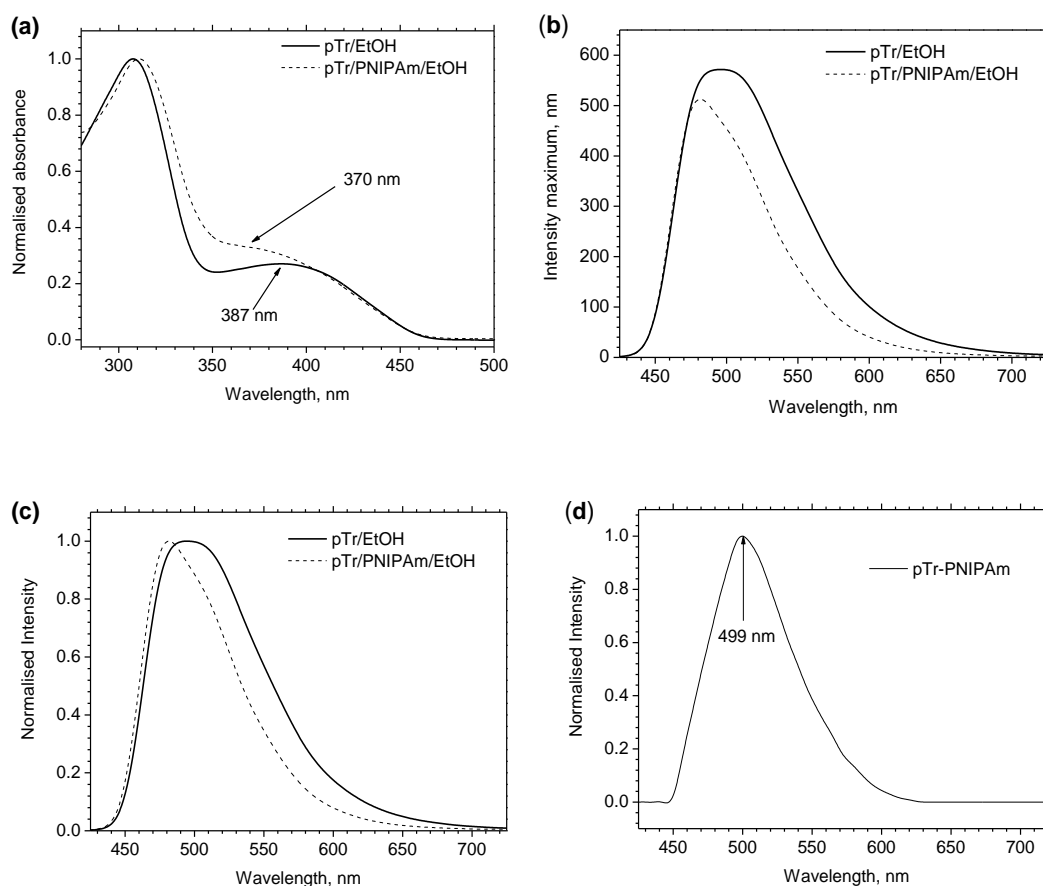 (a)
pTr/EtOH
pTr/PNIPAm/EtOH
370 nm
387 nm
Normalised absorbance
1.0
0.8
0.6
0.4
0.2
0.0
300 350 400 450 500
Wavelength, nm
(b)
pTr/EtOH
pTr/PNIPAm/EtOH
Intensity maximum, nm
600
500
400
300
200
100
0
450 500 550 600 650 700
Wavelength, nm
(c)
pTr/EtOH
pTr/PNIPAm/EtOH
Normalised Intensity
1.0
0.8
0.6
0.4
0.2
0.0
450 500 550 600 650 700
Wavelength, nm
(d)
pTr-PNIPAm
499 nm
Normalised Intensity
1.0
0.8
0.6
0.4
0.2
0.0
450 500 550 600 650 700
Wavelength, nm